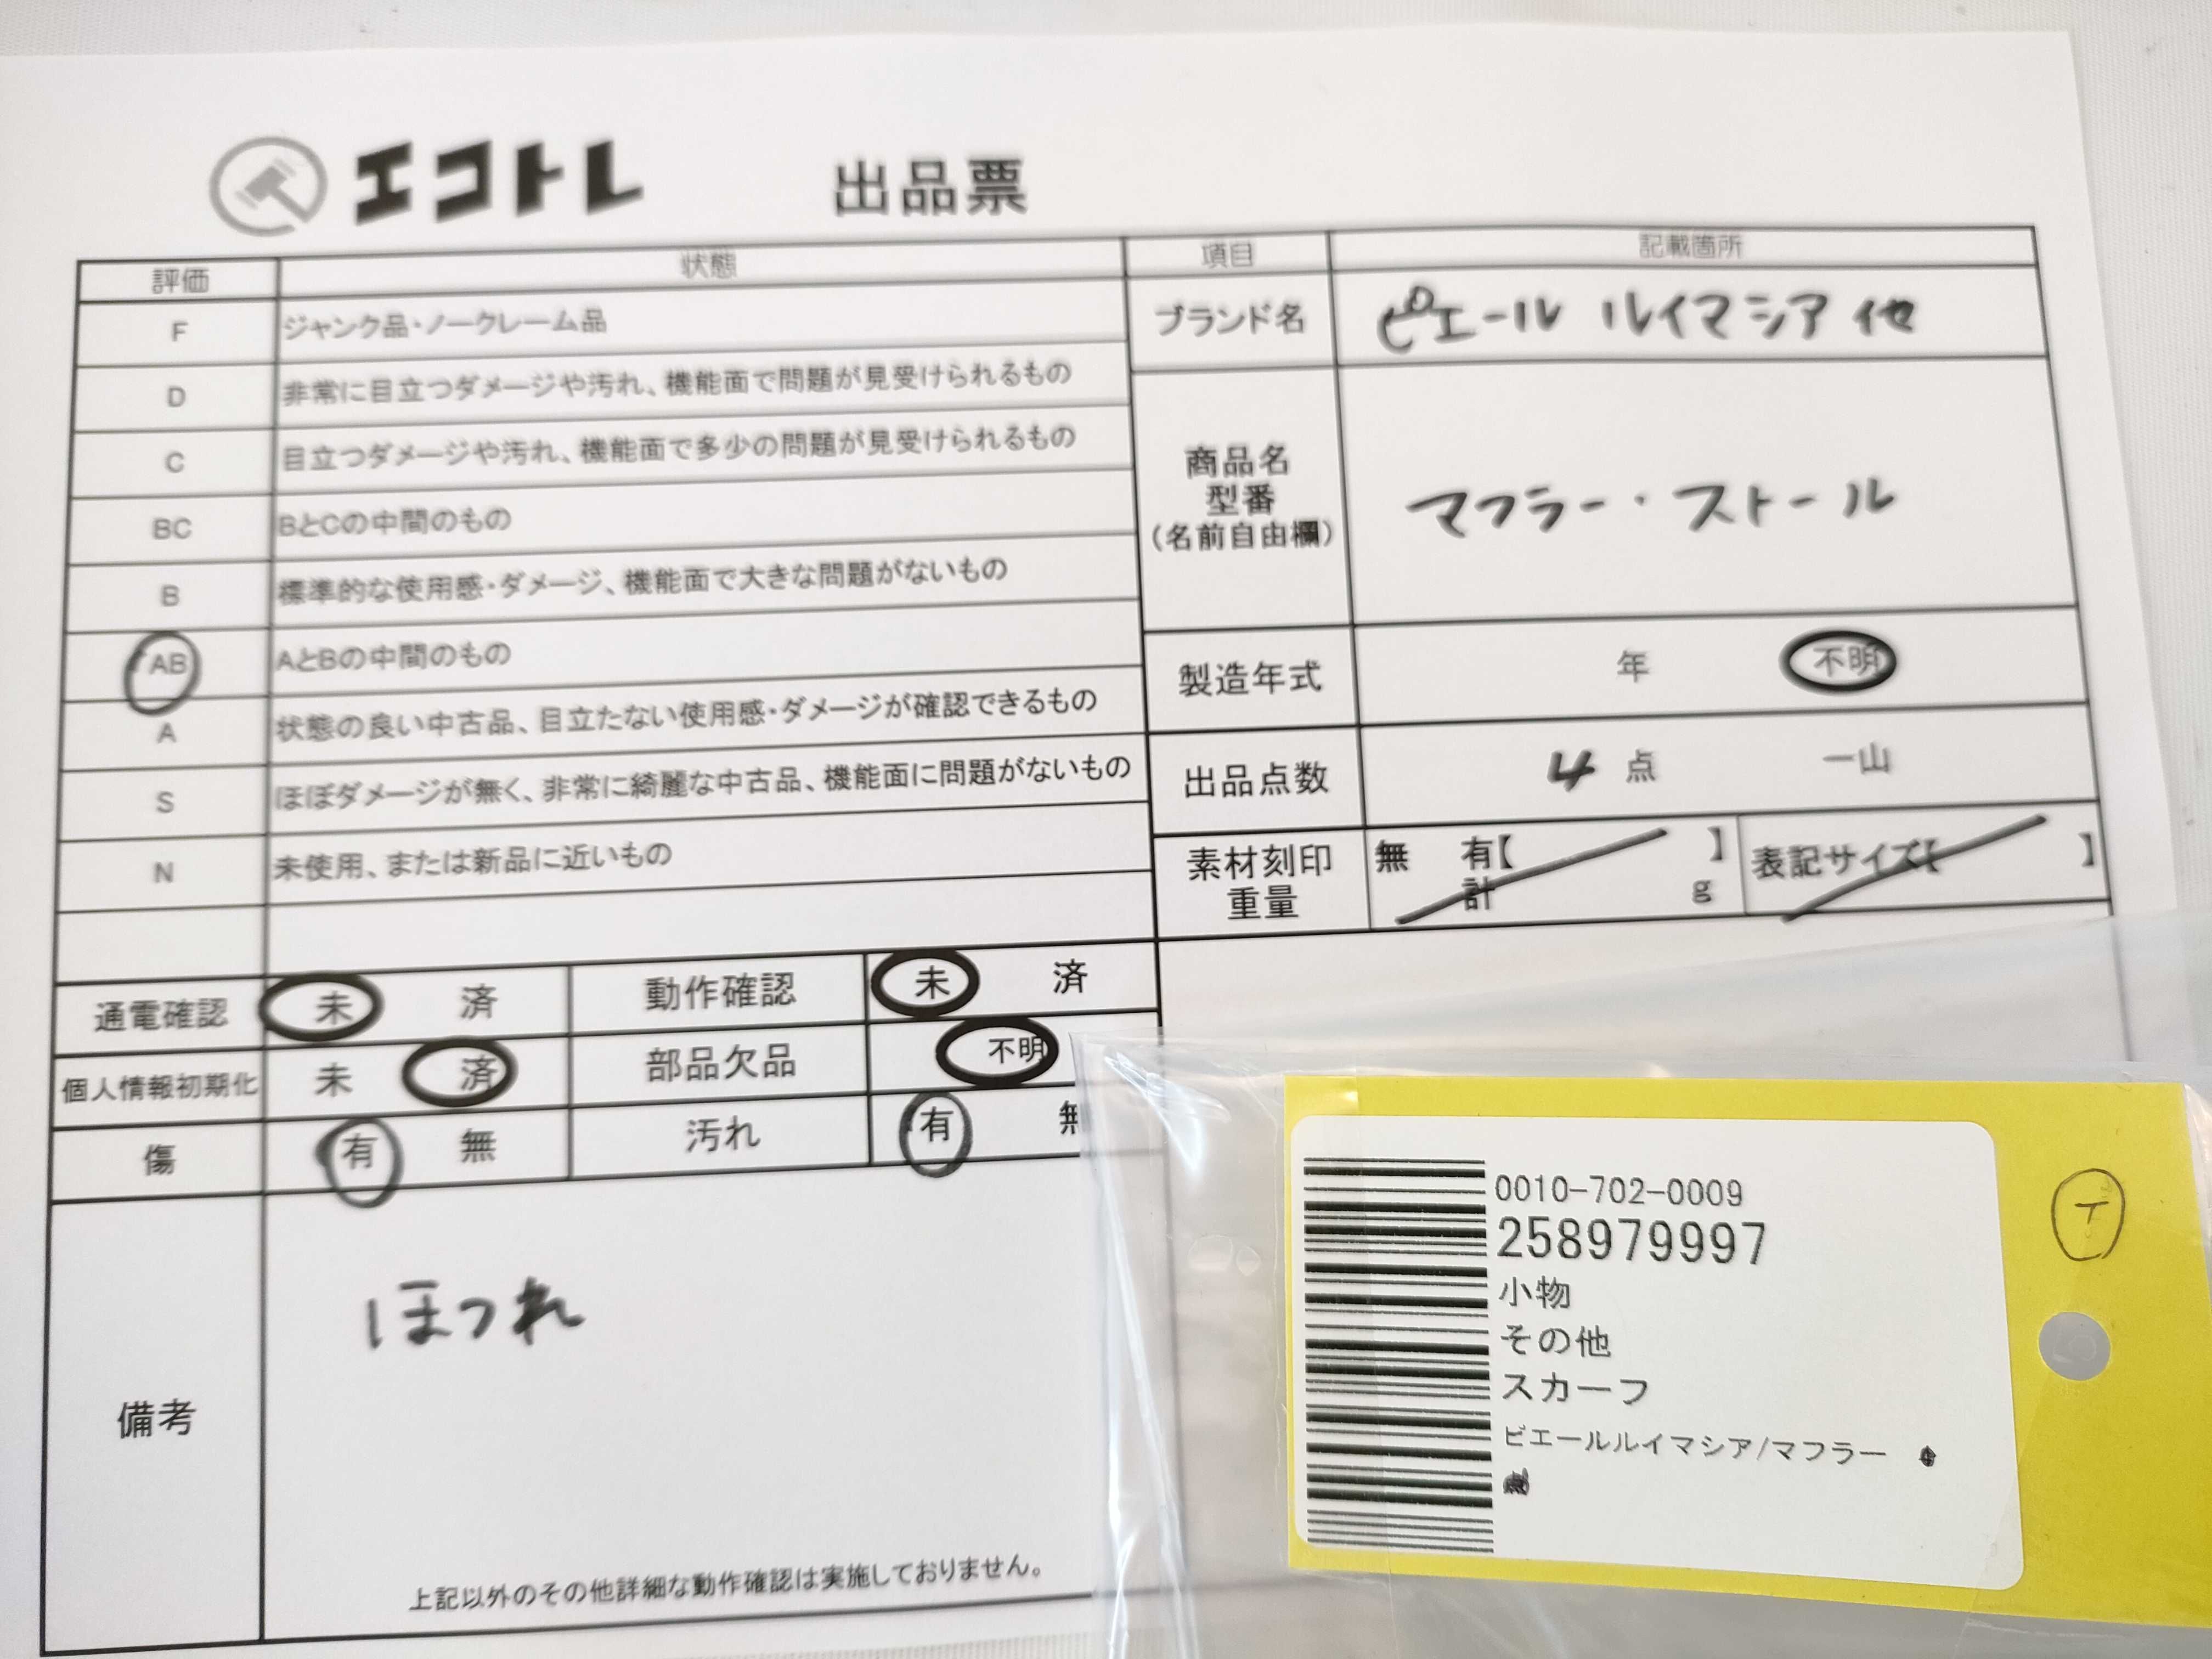 エコトレ 出品票
評価 状態
F ジャンク品・ノークレーム品
D 非常に目立つダメージや汚れ、機能面で問題が見受けられるもの
C 目立つダメージや汚れ、機能面で多少の問題が見受けられるもの
BC BとCの中間のもの
B 標準的な使用感・ダメージ、機能面で大きな問題がないもの
AB AとBの中間のもの
A 状態の良い中古品、目立たない使用感・ダメージが確認できるもの
S ほぼダメージが無く、非常に綺麗な中古品、機能面に問題がないもの
N 未使用、または新品に近いもの
項目 記載箇所
ブランド名 ピエール ルイマシア 他
商品名
型番
(名前自由欄)
マフラー・ストール
製造年式 年 不明
出品点数 4 点 一山
素材刻印 無 有【 】 表記サイズ【 】
重量 計 g
通電確認 未 済 動作確認 未 済
個人情報初期化 未 済 部品欠品 不明
傷 有 無 汚れ 有 無
備考
ほつれ
上記以外のその他詳細な動作確認は実施しておりません。
0010-702-0009
258979997
小物
その他
スカーフ
ピエールルイマシア/マフラー
T